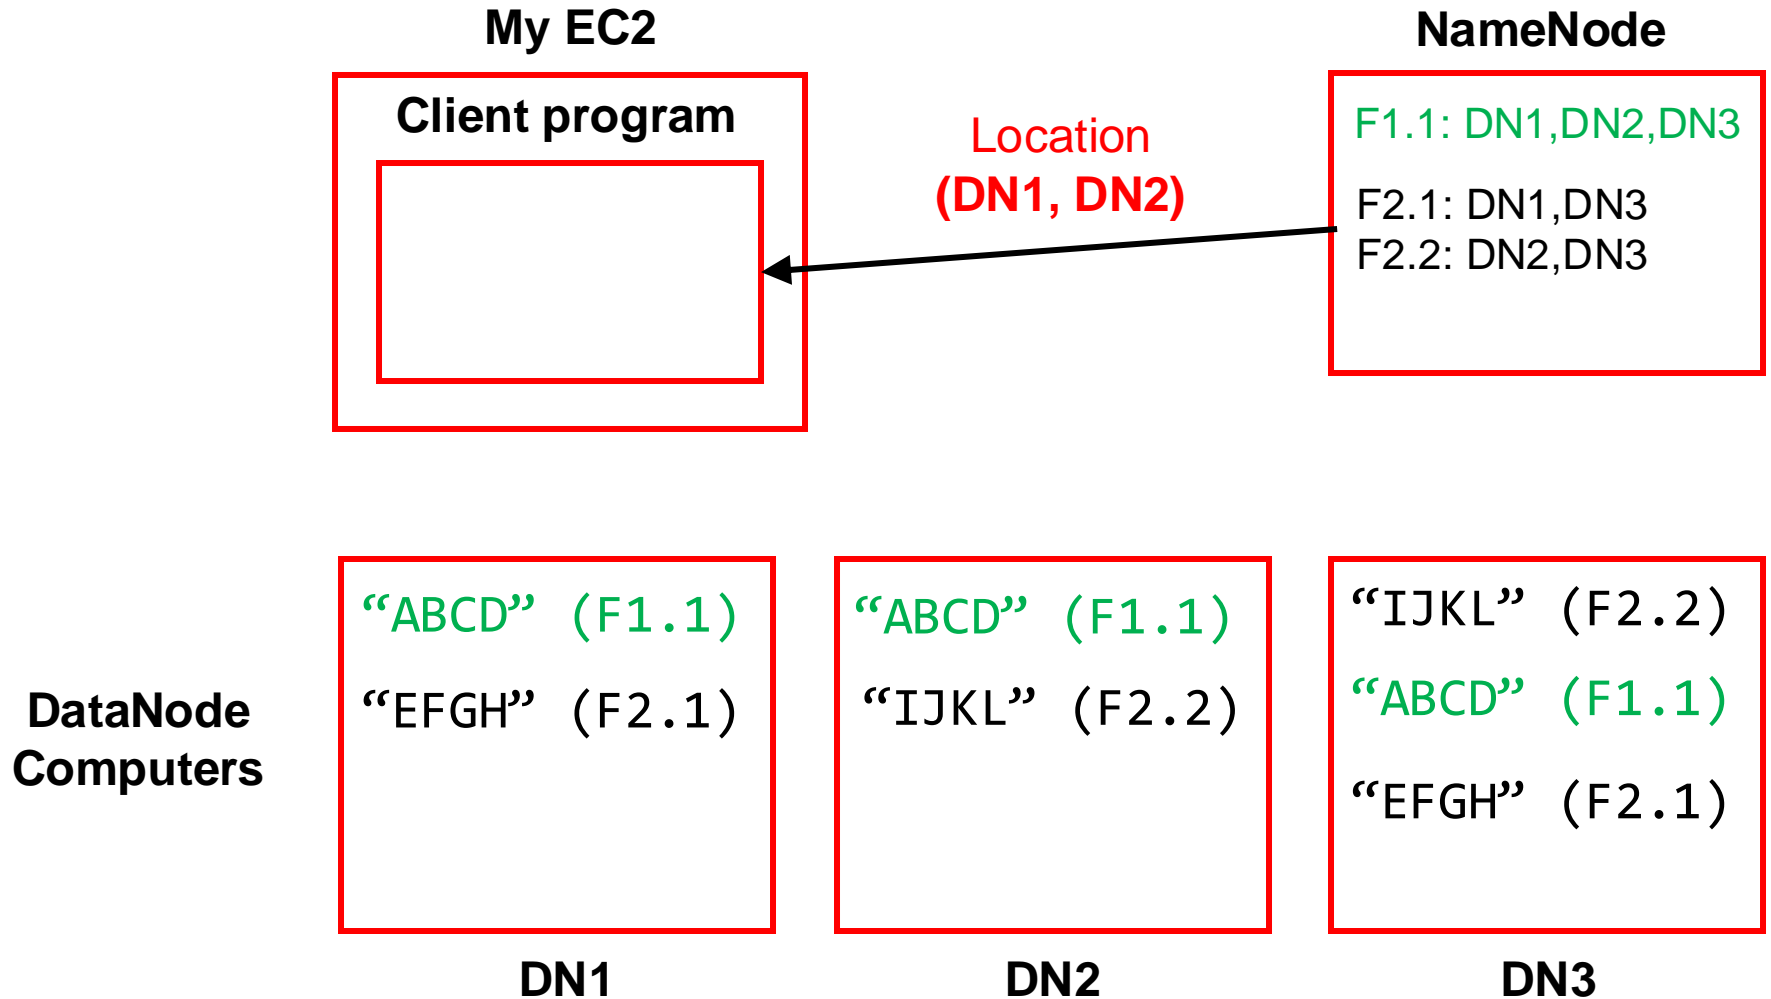 My EC2
NameNode
Client program
Location
(DN1, DN2)
F1.1: DN1,DN2,DN3
F2.1: DN1,DN3
F2.2: DN2,DN3
DataNode
Computers
“ABCD” (F1.1)
“EFGH” (F2.1)
DN1
“ABCD” (F1.1)
“IJKL” (F2.2)
DN2
“IJKL” (F2.2)
“ABCD” (F1.1)
“EFGH” (F2.1)
DN3